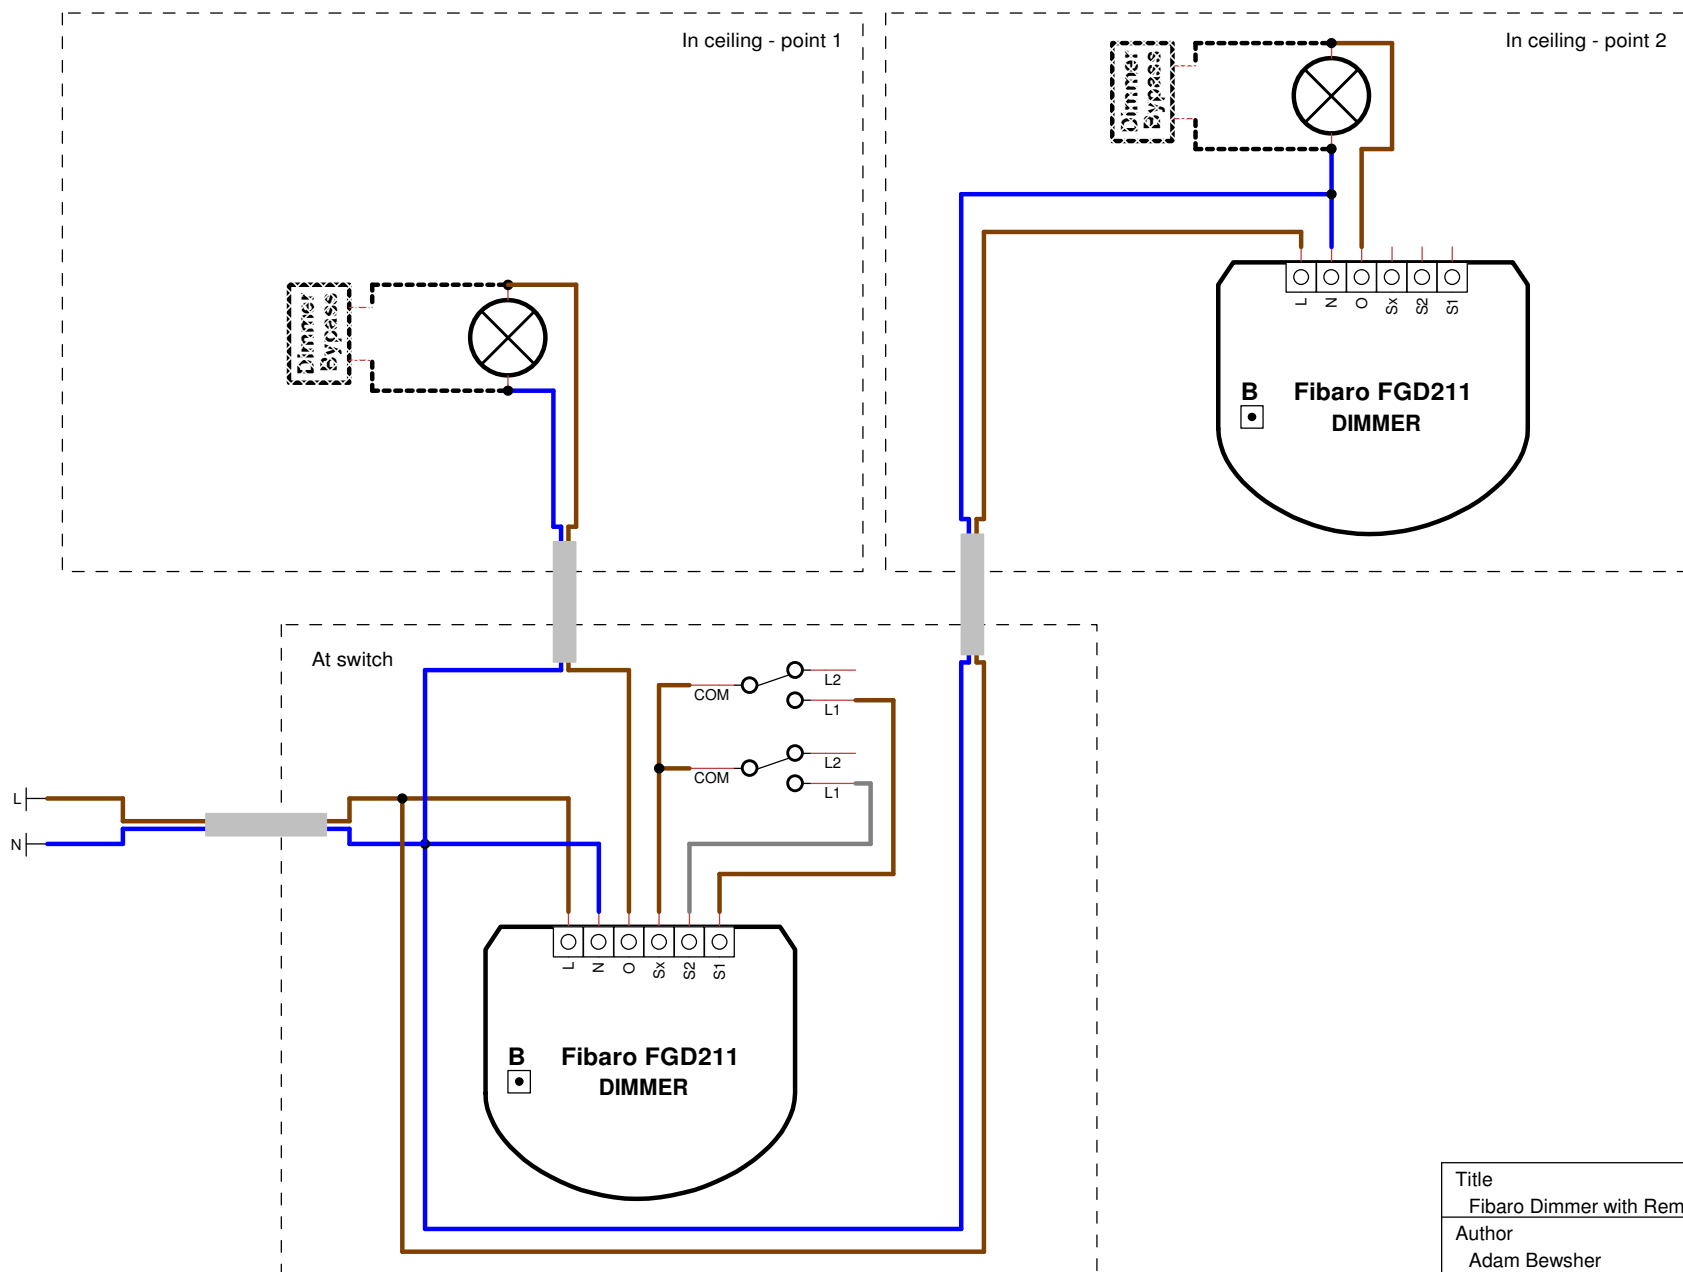 In ceiling - point 1
In ceiling - point 2
Dimmer
Bypass
L
N
O
Sx
S2
S1
B
Fibaro FGD211
DIMMER
Dimmer
Bypass
At switch
COM
L2
L1
COM
L2
L1
L
N
L
N
O
Sx
S2
S1
B
Fibaro FGD211
DIMMER
Title
Fibaro Dimmer with Rem
Author
Adam Bewsher